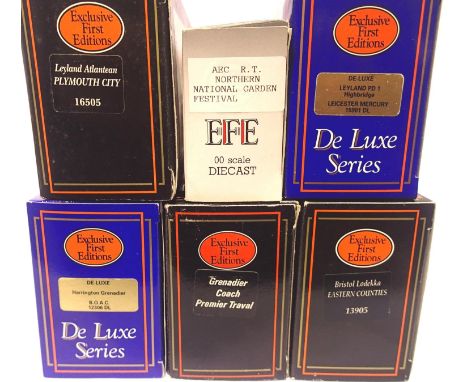 Exclusive
First
Editions
Leyland Atlantean
PLYMOUTH CITY
16505
AEC R.T.
NORTHERN
NATIONAL GARDEN
FESTIVAL
EFE
00 scale
DIECAST
Exclusive
First
Editions
DE-LUXE
LEYLAND PD 1
Highbridge
LEICESTER MERCURY
15901 DL
De Luxe
Series
Exclusive
First
Editions
DE-LUXE
Harrington Grenadier
B.O.A.C.
12306 DL
De Luxe
Series
Exclusive
First
Editions
Grenadier
Coach
Premier Traval
Exclusive
First
Editions
Bristol Lodekka
EASTERN COUNTIES
13905